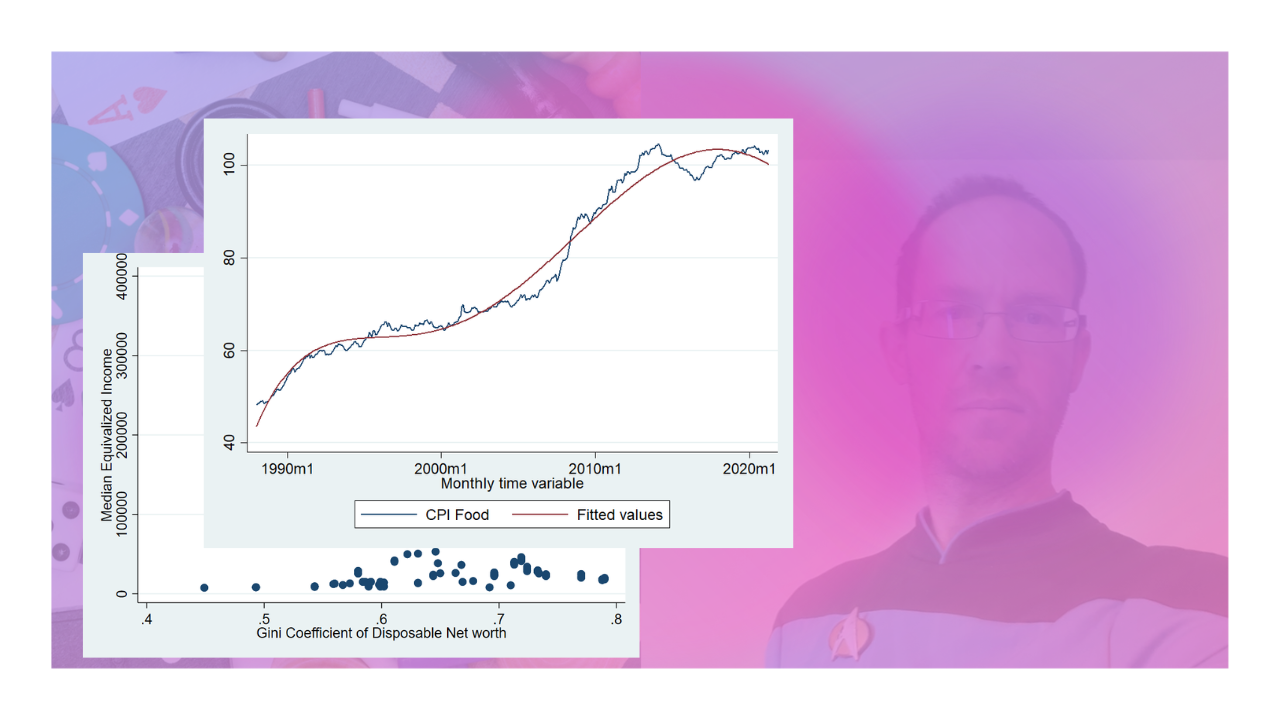 100
80
60
40
1990m1 2000m1 2010m1 2020m1
Monthly time variable
CPI Food Fitted values
Median Equivalized Income
400000
300000
200000
100000
0
.4 .5 .6 .7 .8
Gini Coefficient of Disposable Net worth
A
8